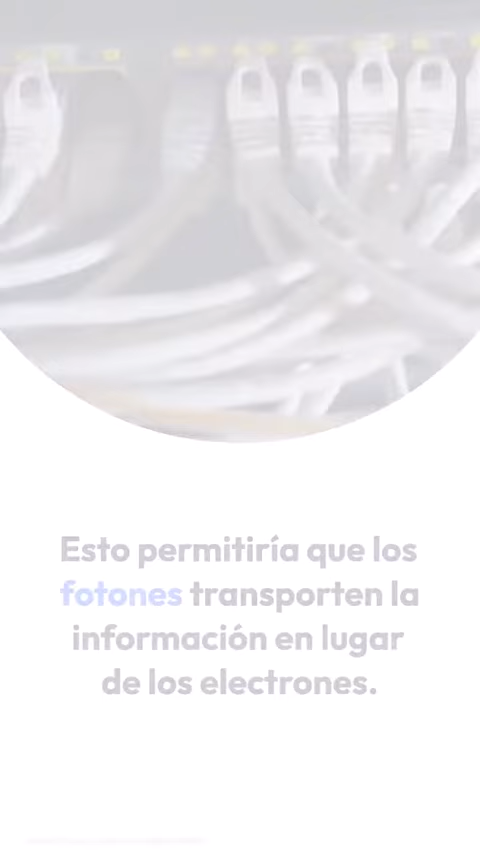 Esto permitiría que los
fotones transporten la
información en lugar
de los electrones.